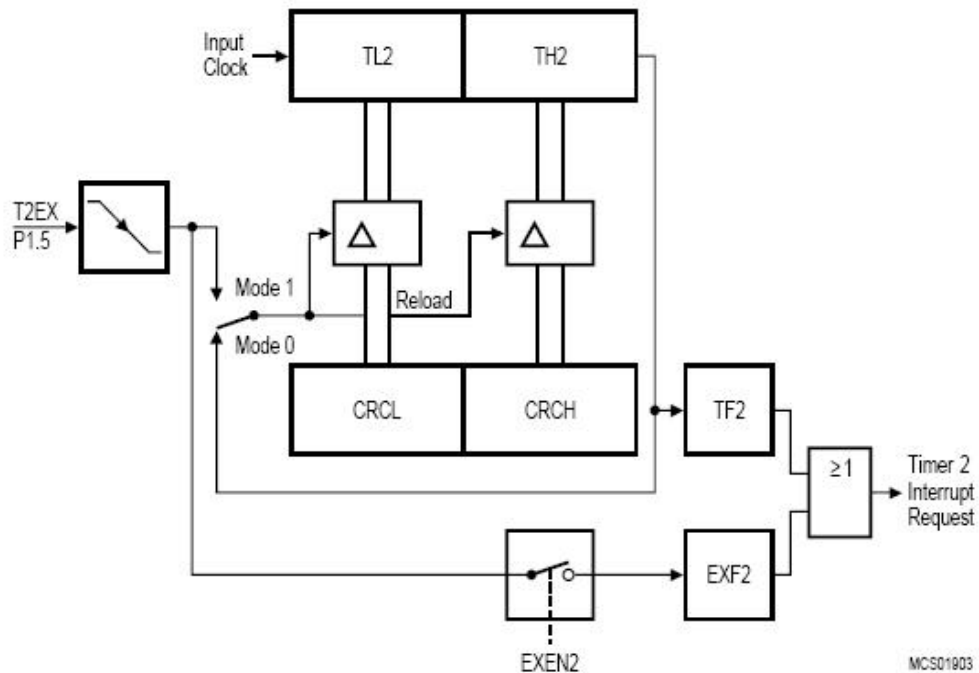 Input
Clock
TL2
TH2
T2EX
P1.5
Mode 1
Reload
Mode 0
CRCL
CRCH
TF2
≥1
Timer 2
Interrupt
Request
EXF2
EXEN2
MCS01903